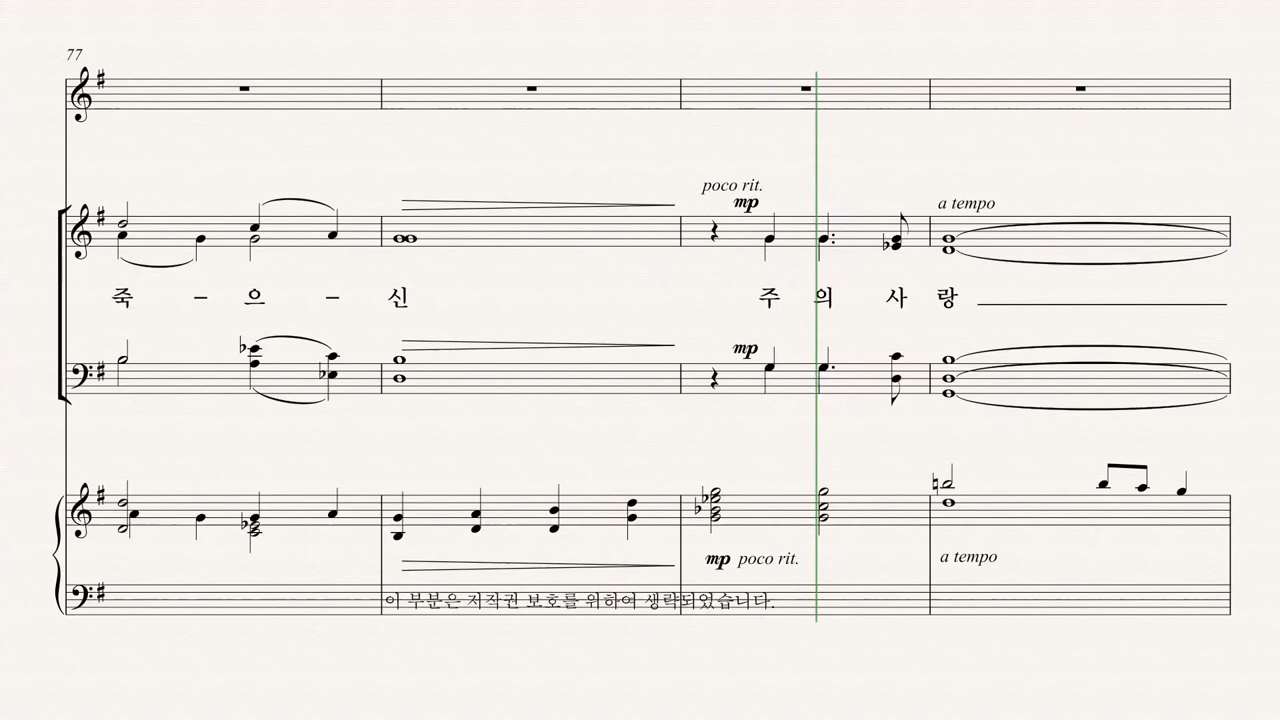 77
poco rit.
mp
a tempo
죽 - 으 - 신 주 의 사 랑
mp
mp poco rit.
a tempo
이 부분은 저작권 보호를 위하여 생략되었습니다.